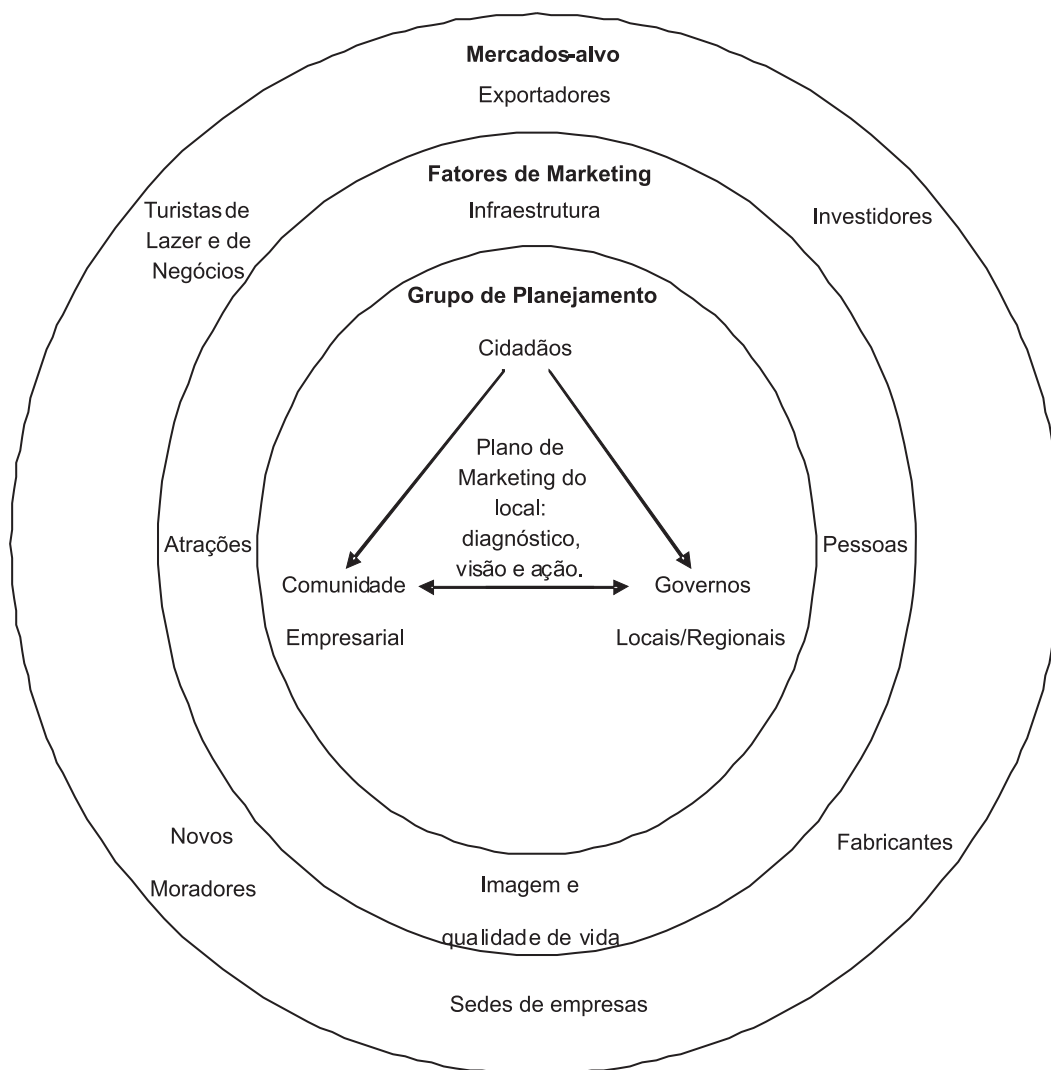 Mercados-alvo
Exportadores
Fatores de Marketing
Infraestrutura
Turistas de
Lazer e de
Negócios
Investidores
Grupo de Planejamento
Cidadãos
Plano de
Marketing do
local:
diagnóstico,
visão e ação.
Atrações
Pessoas
Comunidade
Empresarial
Governos
Locais/Regionais
Novos
Moradores
Fabricantes
Imagem e
qualidade de vida
Sedes de empresas